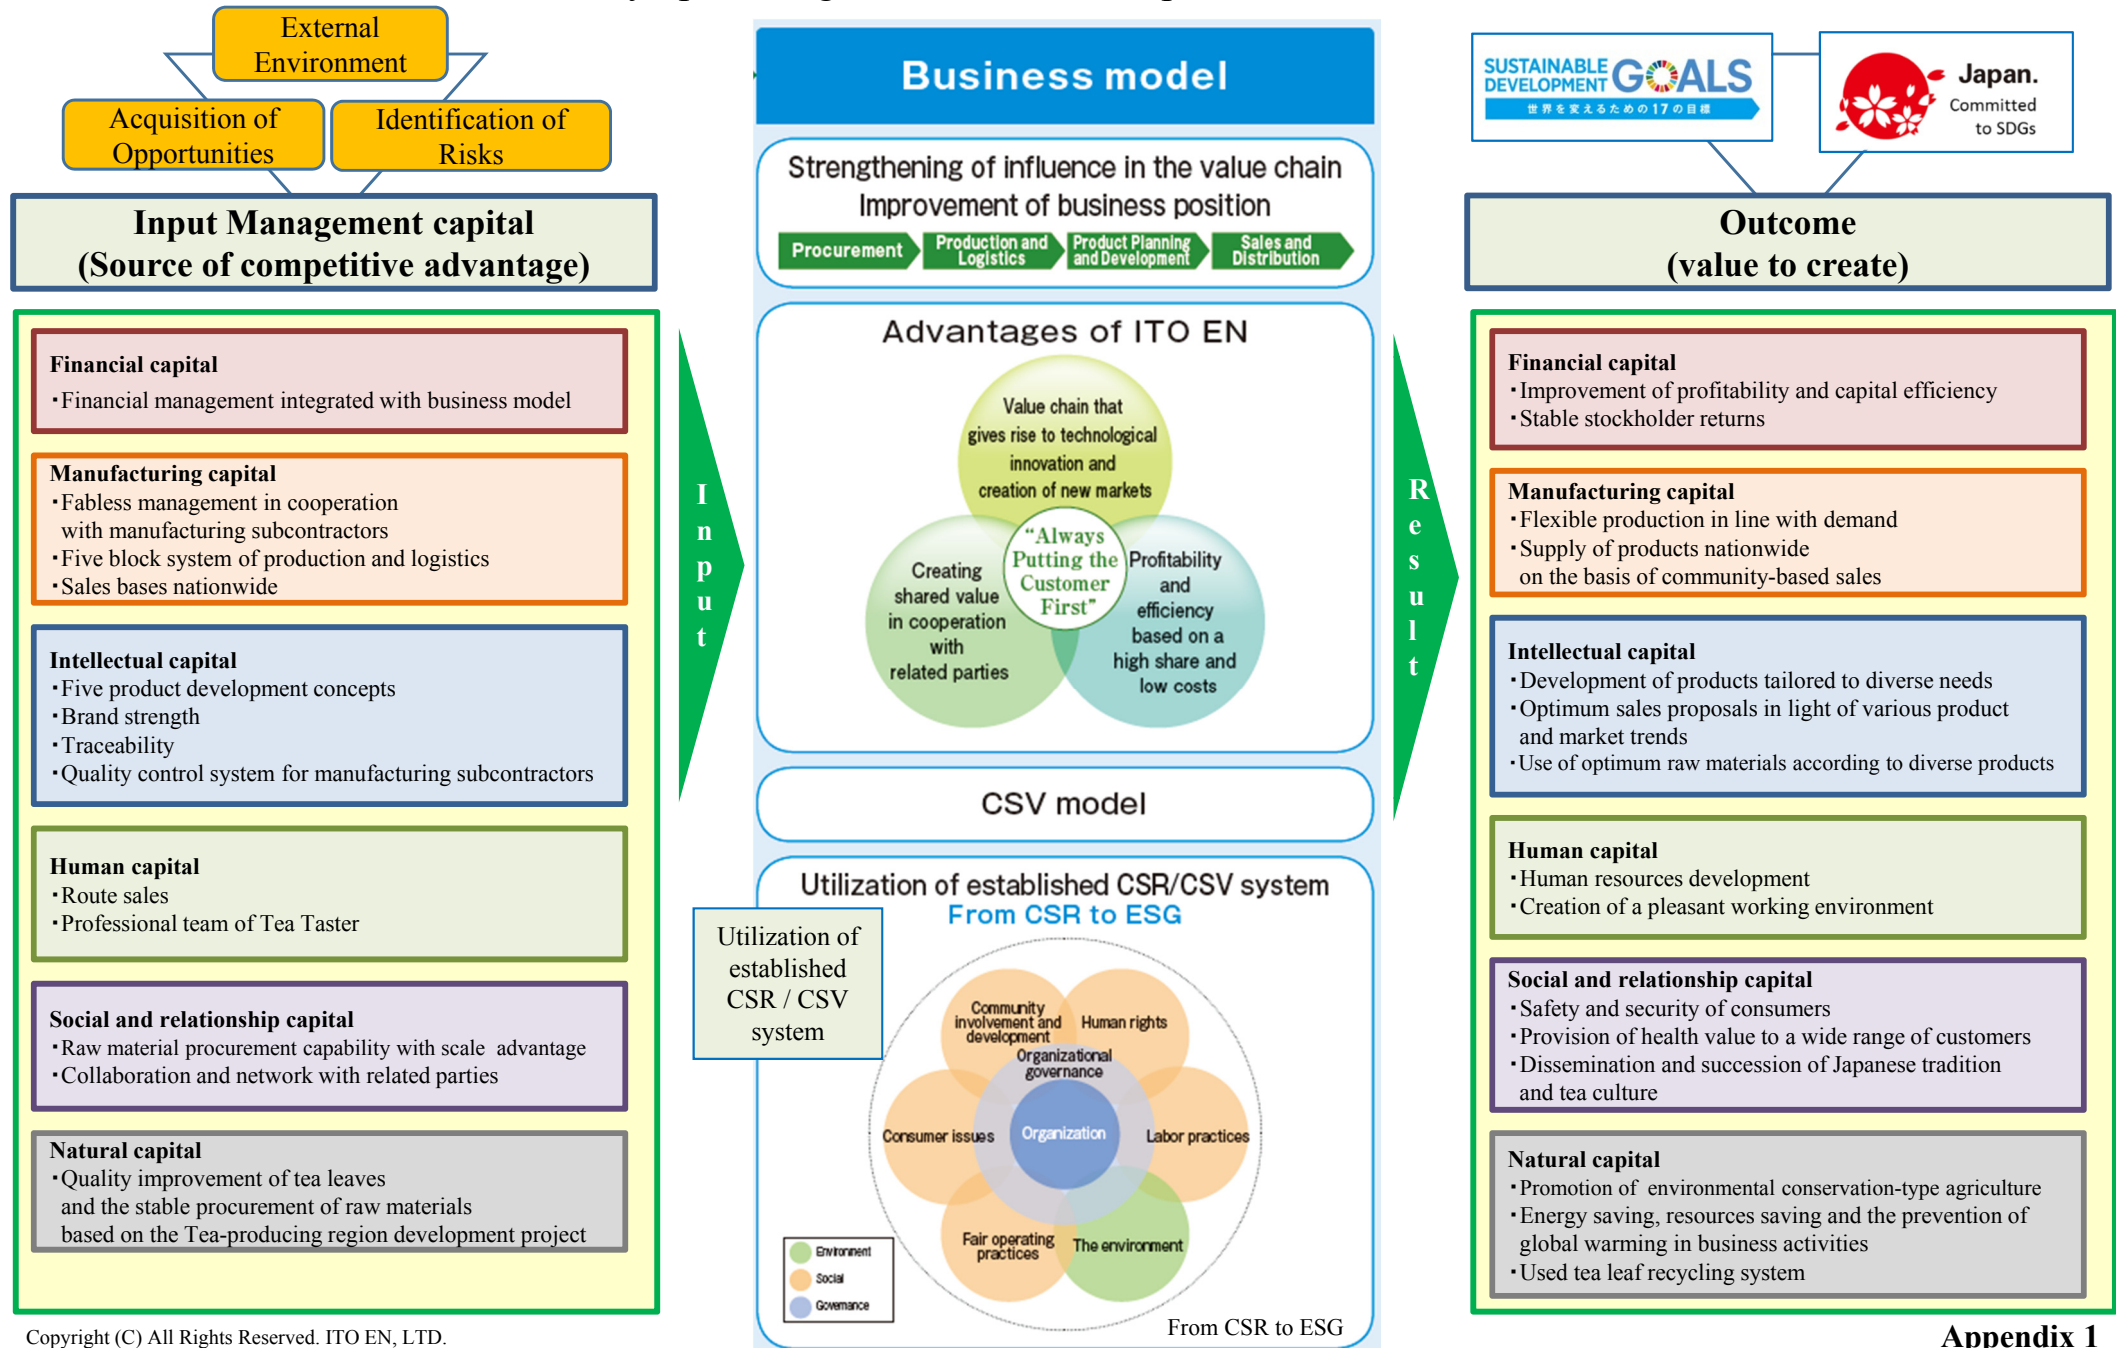 External
Environment
Acquisition of
Opportunities
Identification of
Risks
Input Management capital
(Source of competitive advantage)
Financial capital
・Financial management integrated with business model
Manufacturing capital
・Fabless management in cooperation
with manufacturing subcontractors
・Five block system of production and logistics
・Sales bases nationwide
Intellectual capital
・Five product development concepts
・Brand strength
・Traceability
・Quality control system for manufacturing subcontractors
Human capital
・Route sales
・Professional team of Tea Taster
Social and relationship capital
・Raw material procurement capability with scale advantage
・Collaboration and network with related parties
Natural capital
・Quality improvement of tea leaves
and the stable procurement of raw materials
based on the Tea-producing region development project
Input
Business model
Strengthening of influence in the value chain
Improvement of business position
Procurement
Production and
Logistics
Product Planning
and Development
Sales and
Distribution
Advantages of ITO EN
Value chain that
gives rise to technological
innovation and
creation of new markets
"Always
Putting the
Customer
First"
Creating
shared value
in cooperation
with
related parties
Profitability
and
efficiency
based on a
high share and
low costs
CSV model
Utilization of established CSR/CSV system
From CSR to ESG
Utilization of
established
CSR / CSV
system
Community
involvement and
development
Human rights
Organizational
governance
Consumer issues
Organization
Labor practices
Fair operating
practices
The environment
Environment
Social
Governance
From CSR to ESG
Result
SUSTAINABLE
DEVELOPMENT GOALS
世界を変えるための17の目標
Japan.
Committed
to SDGs
Outcome
(value to create)
Financial capital
・Improvement of profitability and capital efficiency
・Stable stockholder returns
Manufacturing capital
・Flexible production in line with demand
・Supply of products nationwide
on the basis of community-based sales
Intellectual capital
・Development of products tailored to diverse needs
・Optimum sales proposals in light of various product
and market trends
・Use of optimum raw materials according to diverse products
Human capital
・Human resources development
・Creation of a pleasant working environment
Social and relationship capital
・Safety and security of consumers
・Provision of health value to a wide range of customers
・Dissemination and succession of Japanese tradition
and tea culture
Natural capital
・Promotion of environmental conservation-type agriculture
・Energy saving, resources saving and the prevention of
global warming in business activities
・Used tea leaf recycling system
Copyright (C) All Rights Reserved. ITO EN, LTD.
Appendix 1